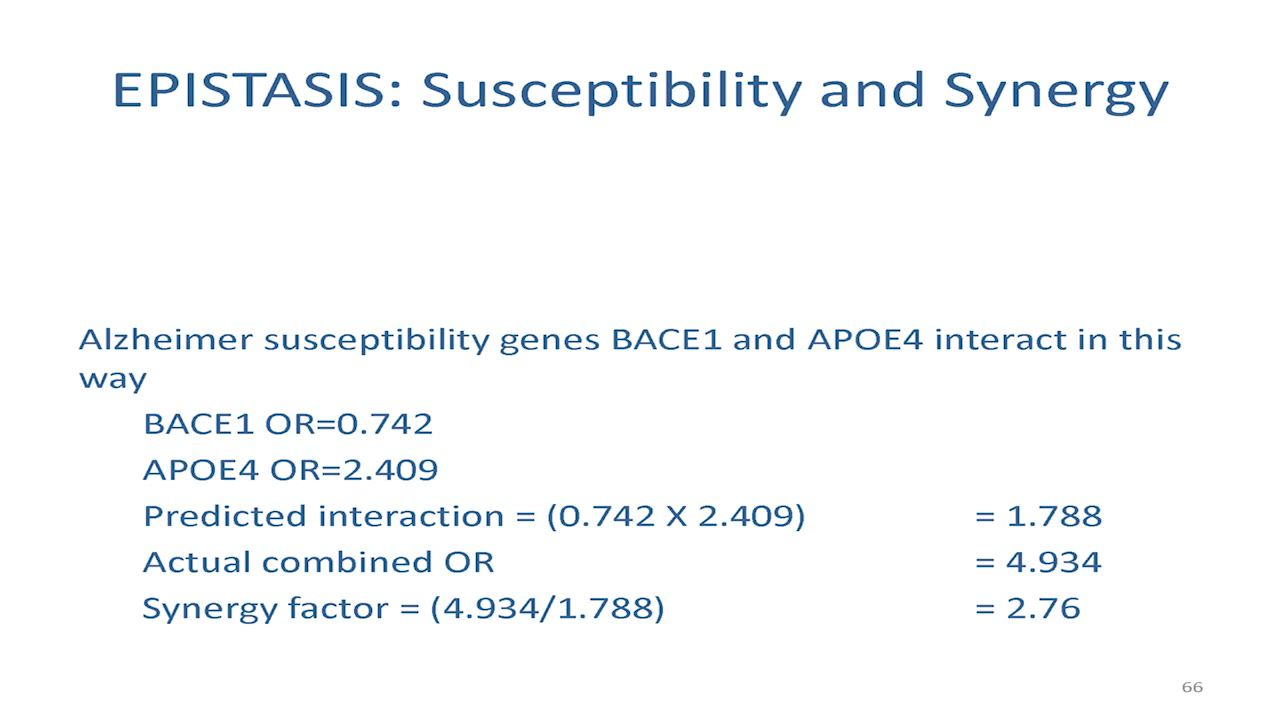 EPISTASIS: Susceptibility and Synergy
Alzheimer susceptibility genes BACE1 and APOE4 interact in this
way
BACE1 OR=0.742
APOE4 OR=2.409
Predicted interaction = (0.742 X 2.409) = 1.788
Actual combined OR = 4.934
Synergy factor = (4.934/1.788) = 2.76
66